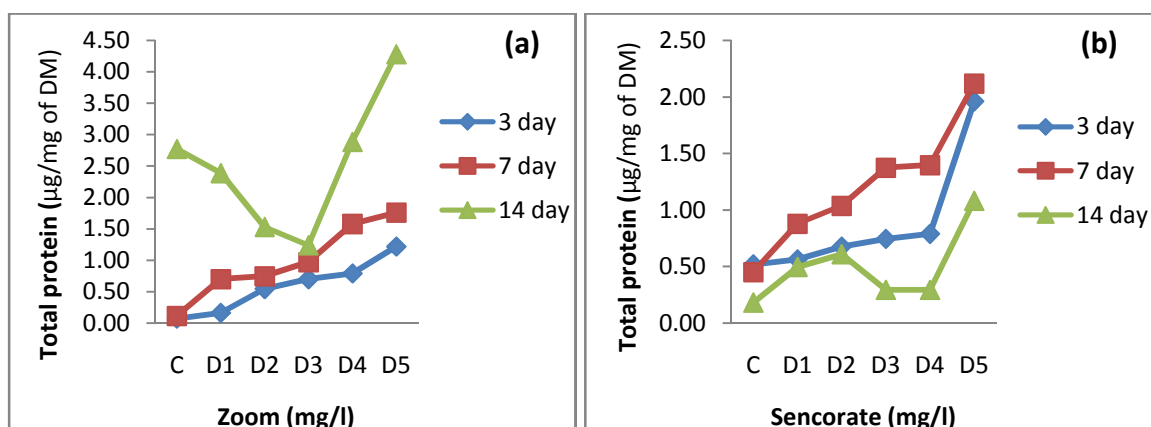 (a)
Total protein (µg/mg of DM)
4.50
4.00
3.50
3.00
2.50
2.00
1.50
1.00
0.50
0.00
C D1 D2 D3 D4 D5
Zoom (mg/l)
3 day
7 day
14 day
(b)
Total protein (µg/mg of DM)
2.50
2.00
1.50
1.00
0.50
0.00
C D1 D2 D3 D4 D5
Sencorate (mg/l)
3 day
7 day
14 day